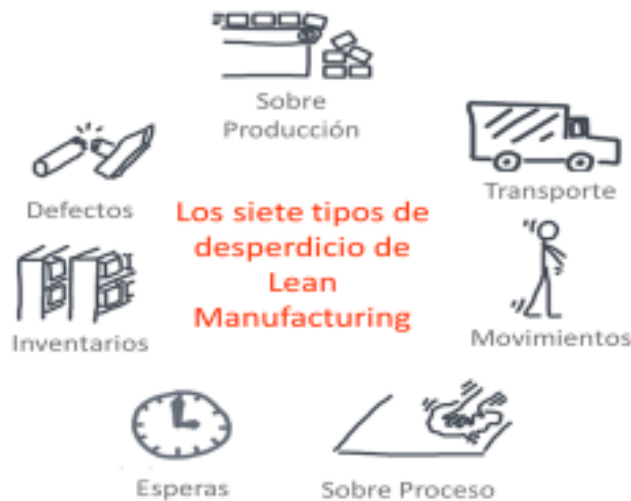 Sobre
Producción
Transporte
Defectos
Los siete tipos de
desperdicio de
Lean
Manufacturing
Inventarios
Movimientos
Esperas
Sobre Proceso